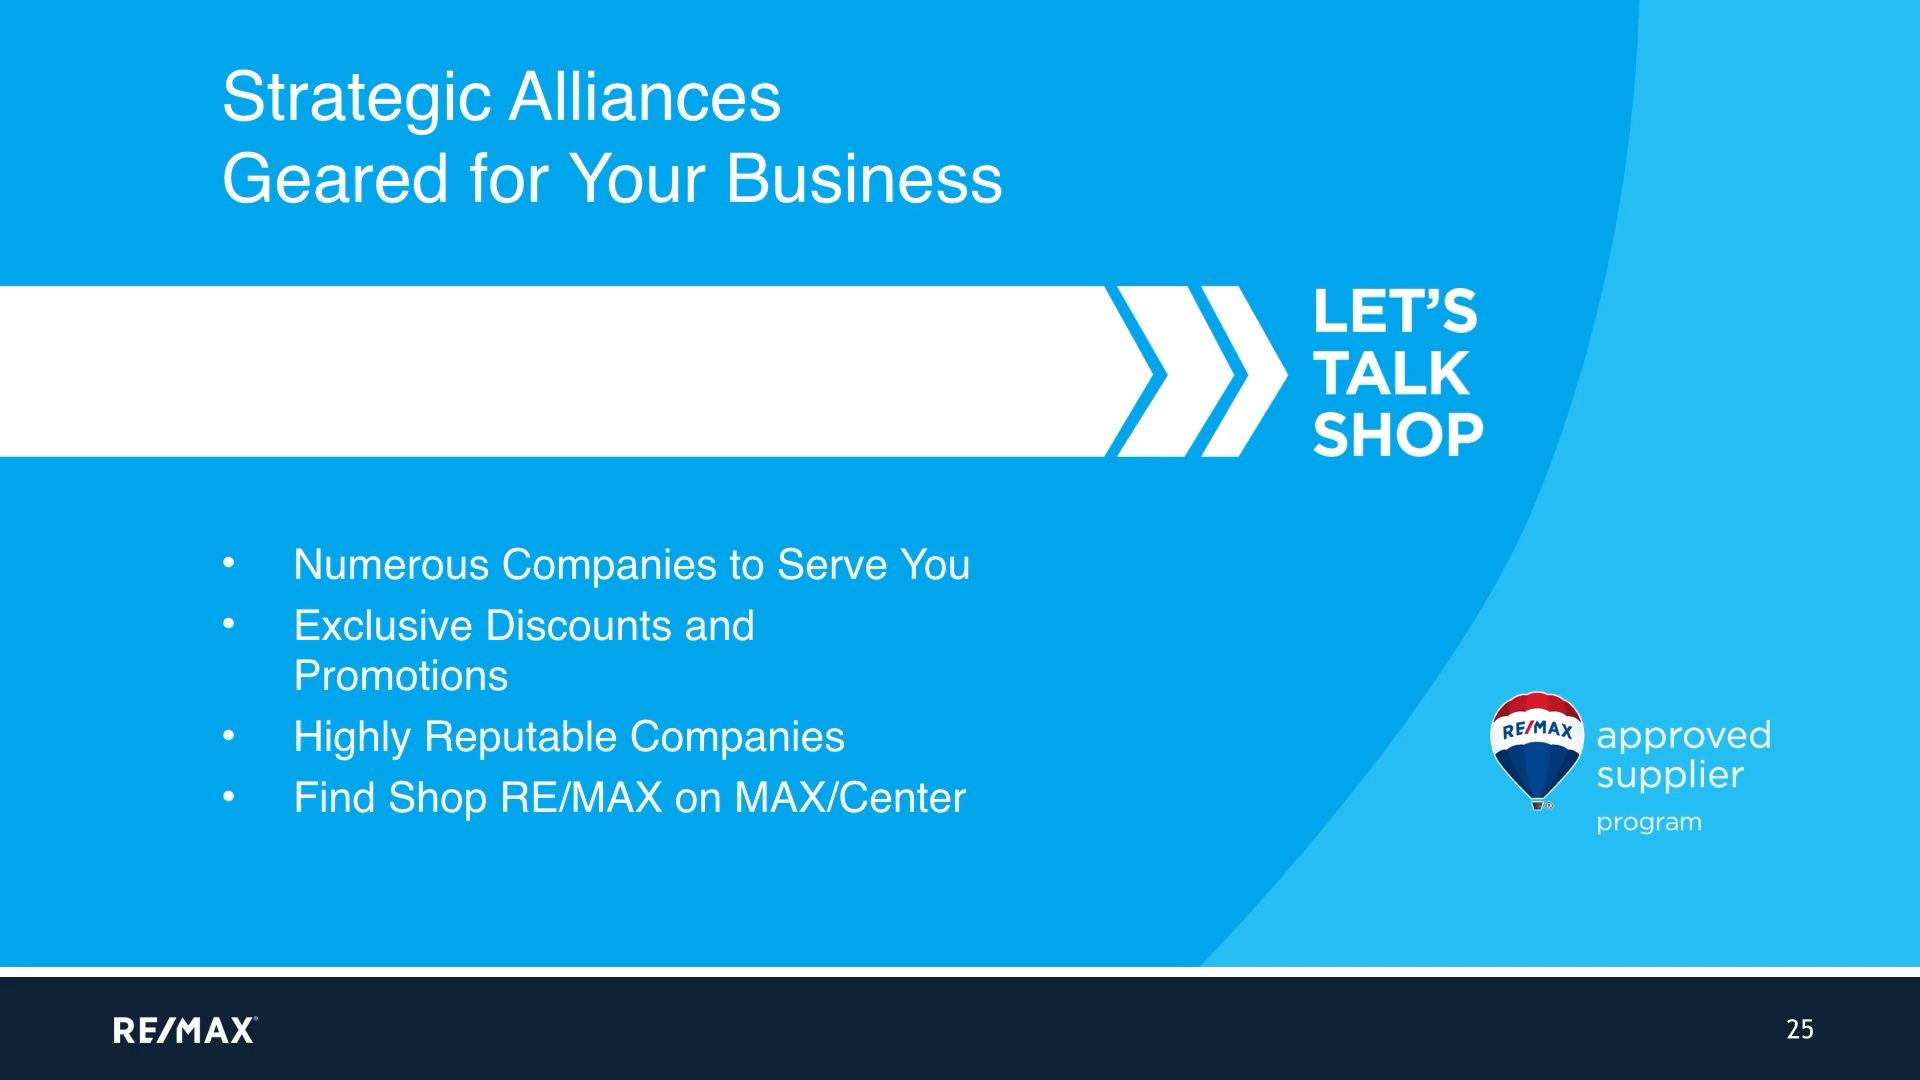 Strategic Alliances
Geared for Your Business
LET’S
TALK
SHOP
• Numerous Companies to Serve You
• Exclusive Discounts and
Promotions
• Highly Reputable Companies
• Find Shop RE/MAX on MAX/Center
RE/MAX
approved
supplier
program
RE/MAX®
25